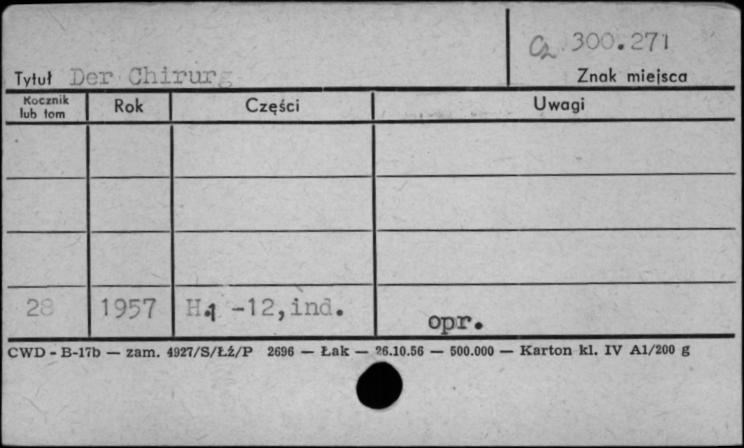 Cz 300.271
Tytuł Der Chirurg
Znak miejsca
Rocznik lub tom Rok Części Uwagi
28 1957 H.1 -12,ind. opr.
CWD - B-17b — zam. 4927/S/Łź/P 2696 — Łak — 26.10.56 — 500.000 — Karton kl. IV A1/200 g